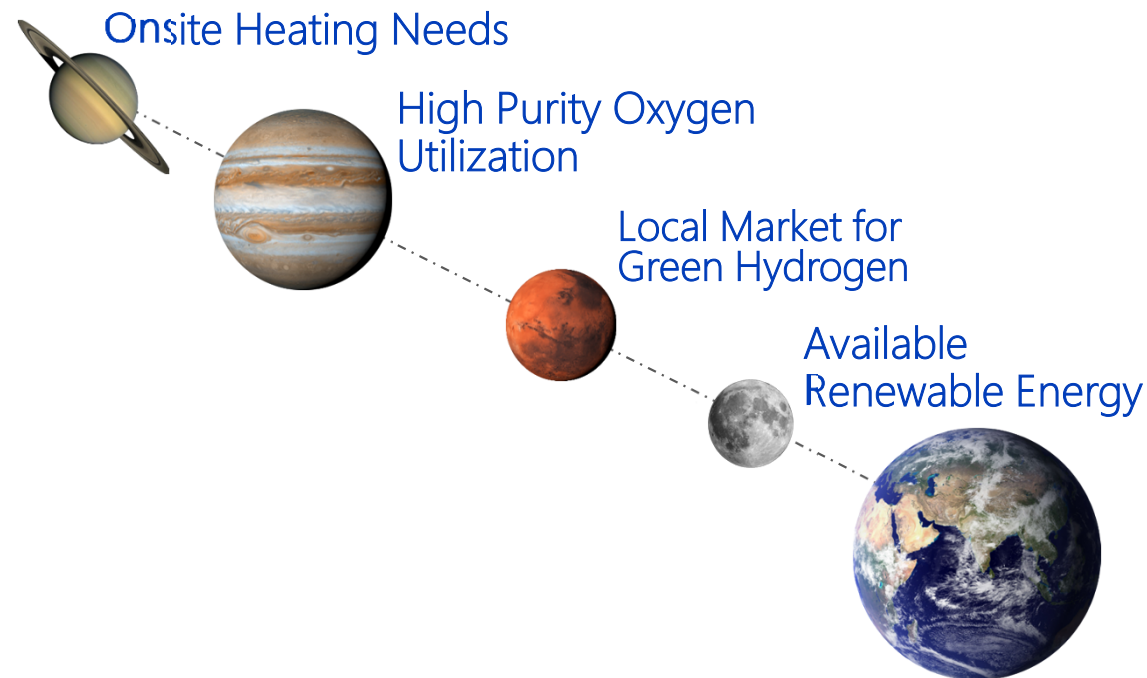 Onsite Heating Needs
High Purity Oxygen
Utilization
Local Market for
Green Hydrogen
Available
Renewable Energy